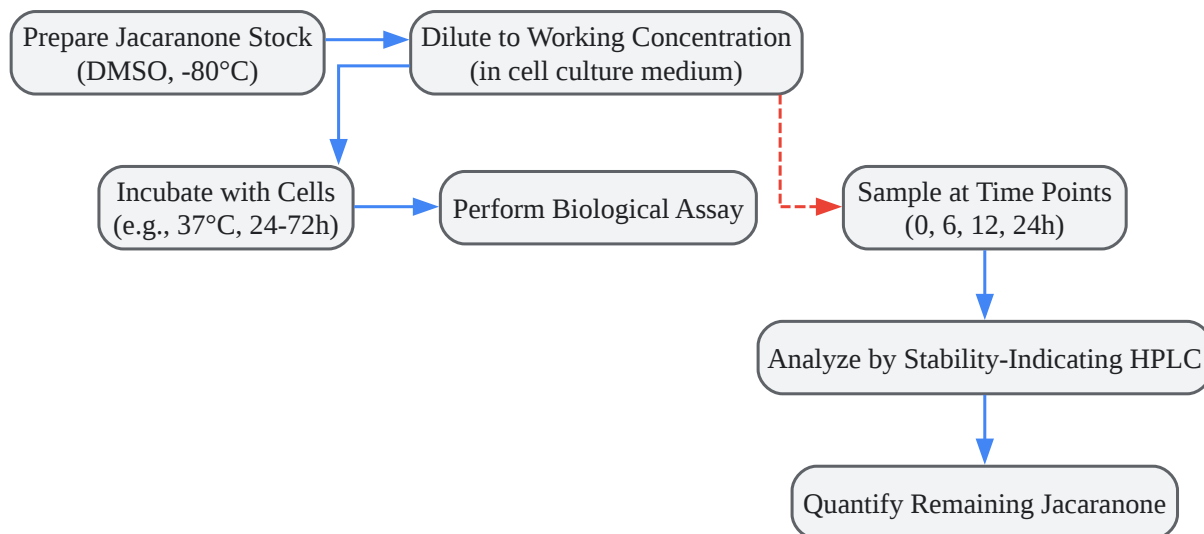 Prepare Jacaranone Stock
(DMSO, -80°C)
Dilute to Working Concentration
(in cell culture medium)
Incubate with Cells
(e.g., 37°C, 24-72h)
Perform Biological Assay
Sample at Time Points
(0, 6, 12, 24h)
Analyze by Stability-Indicating HPLC
Quantify Remaining Jacaranone